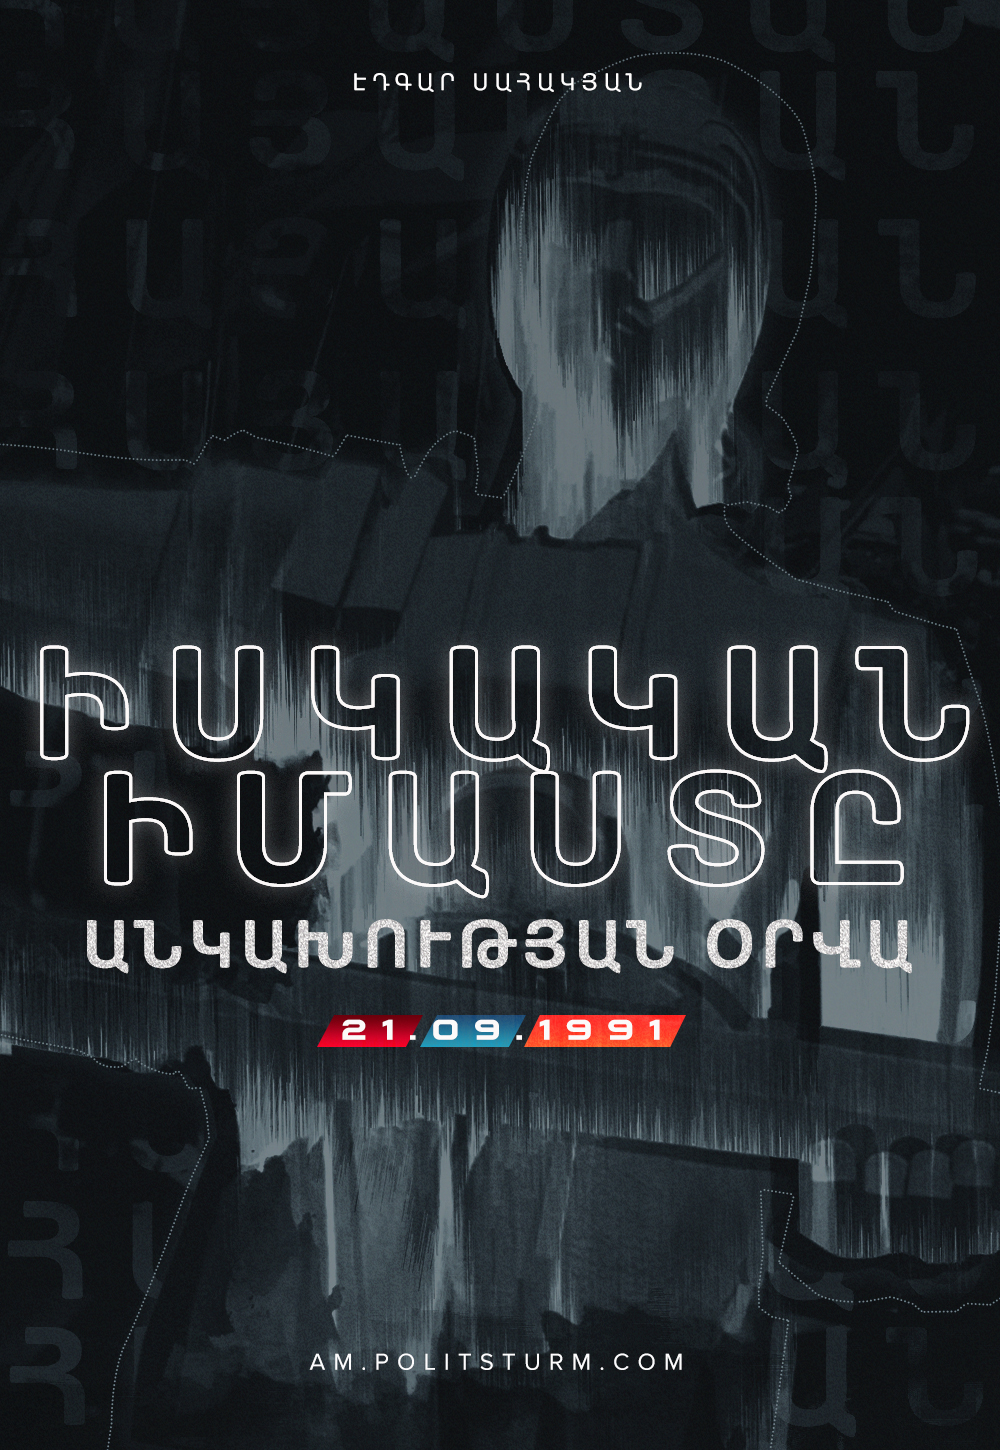 ԷԴԳԱՐ ՍԱՀԱԿՅԱՆ
ԻՍԿԱԿԱՆ
ԻՄԱՍՏԸ
ԱՆԿԱԽՈՒԹՅԱՆ ՕՐՎԱ
21.09.1991
AM.POLITSTURM.COM